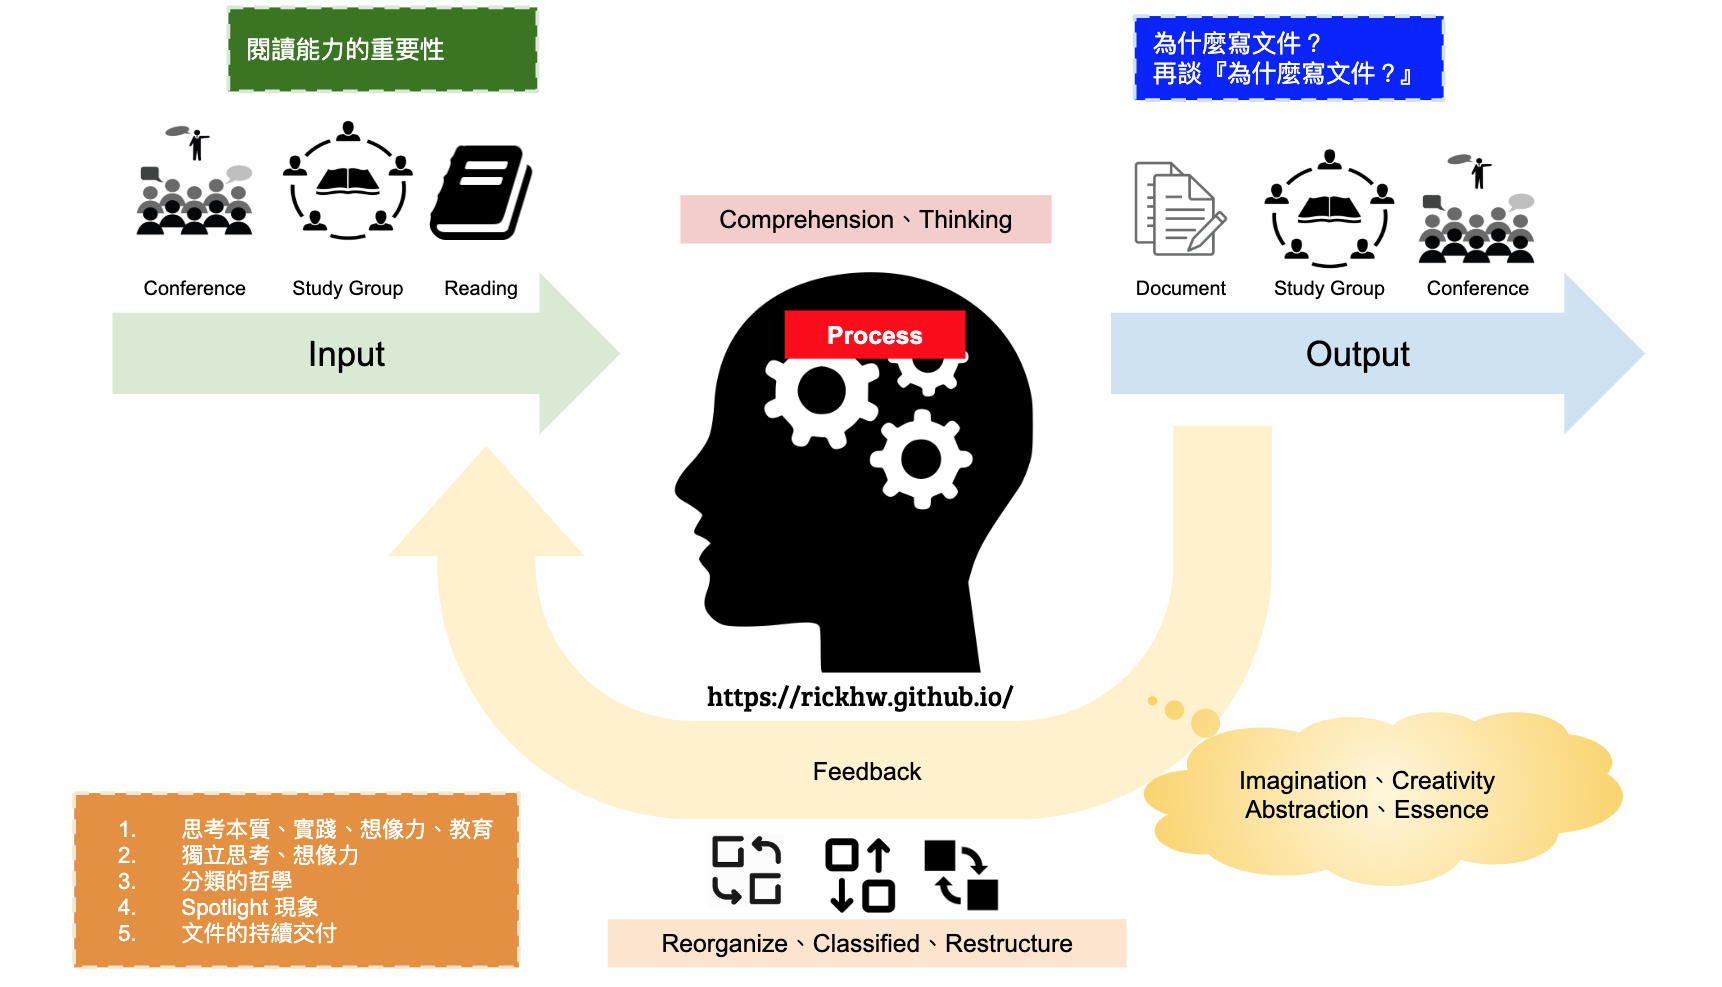 閱讀能力的重要性
為什麼寫文件？
再談『為什麼寫文件？』
Conference
Study Group
Reading
Input
Comprehension、Thinking
Process
Document
Study Group
Conference
Output
https://rickhw.github.io/
Feedback
Imagination、Creativity
Abstraction、Essence
1. 思考本質、實踐、想像力、教育
2. 獨立思考、想像力
3. 分類的哲學
4. Spotlight 現象
5. 文件的持續交付
Reorganize、Classified、Restructure